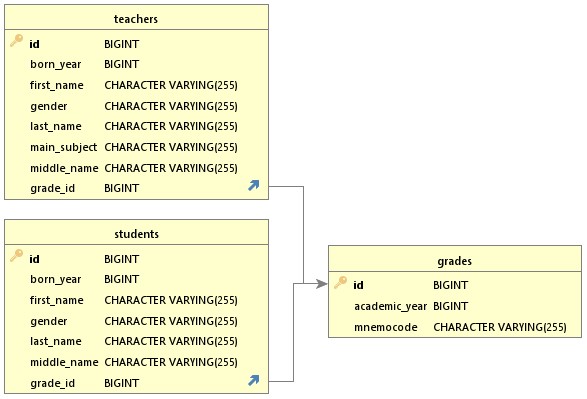 teachers
id BIGINT
born_year BIGINT
first_name CHARACTER VARYING(255)
gender CHARACTER VARYING(255)
last_name CHARACTER VARYING(255)
main_subject CHARACTER VARYING(255)
middle_name CHARACTER VARYING(255)
grade_id BIGINT
students
id BIGINT
born_year BIGINT
first_name CHARACTER VARYING(255)
gender CHARACTER VARYING(255)
last_name CHARACTER VARYING(255)
middle_name CHARACTER VARYING(255)
grade_id BIGINT
grades
id BIGINT
academic_year BIGINT
mnemocode CHARACTER VARYING(255)